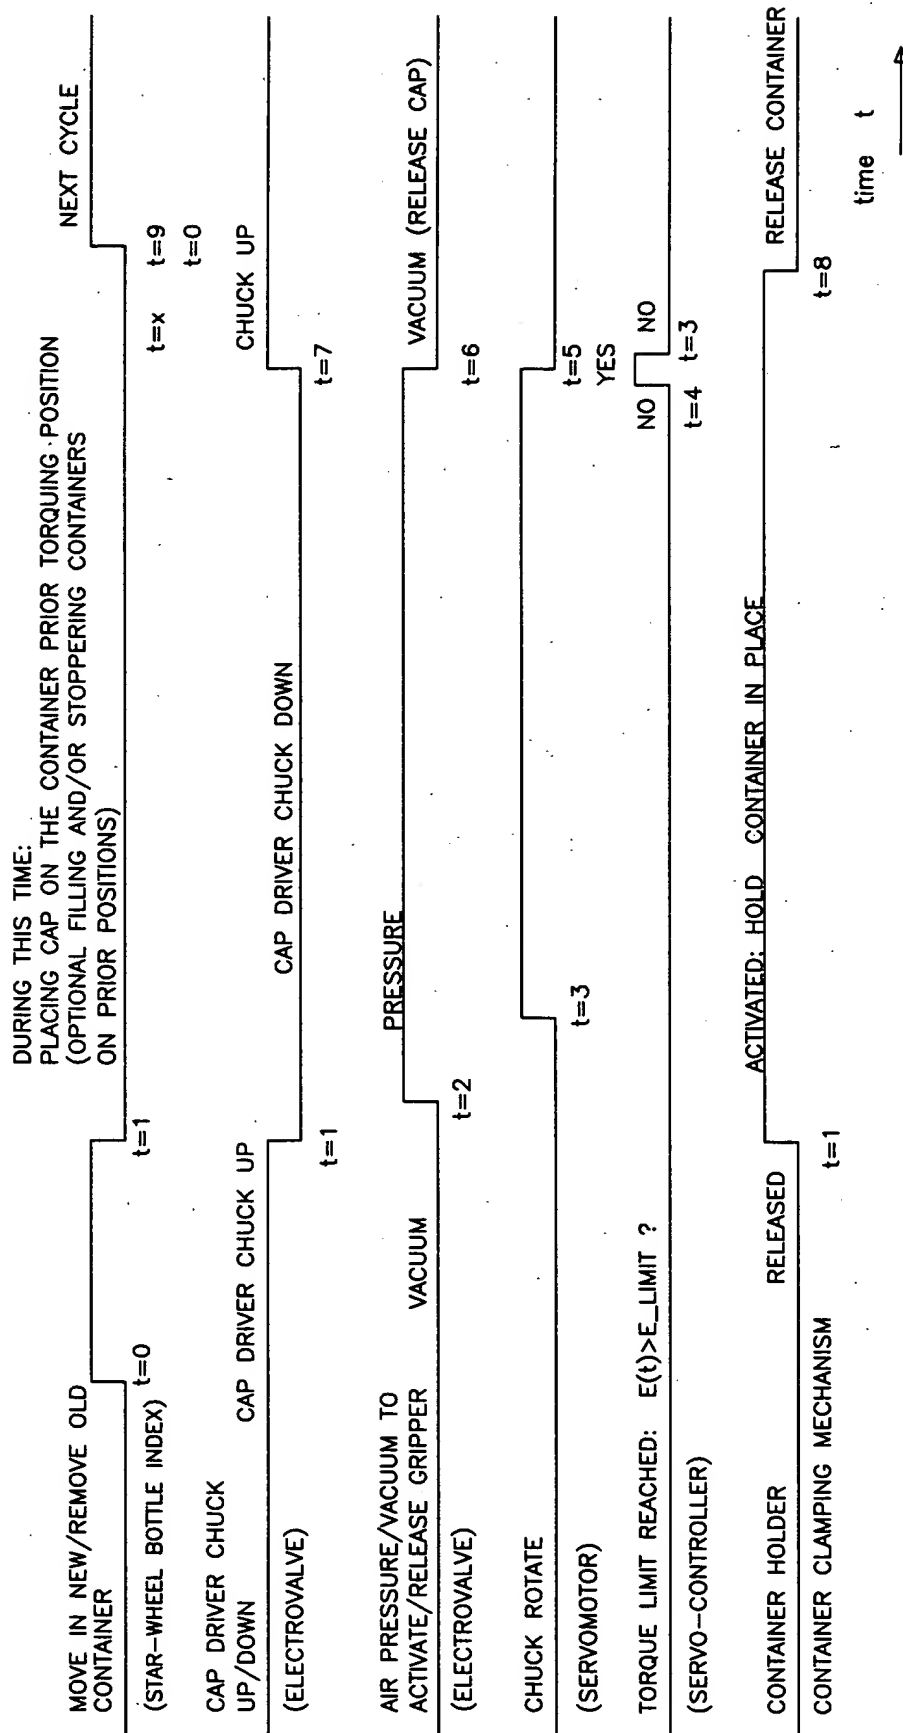 DURING THIS TIME:
PLACING CAP ON THE CONTAINER PRIOR TORQUING POSITION
(OPTIONAL FILLING AND/OR STOPPERING CONTAINERS
ON PRIOR POSITIONS)
MOVE IN NEW/REMOVE OLD
CONTAINER
(STAR-WHEEL BOTTLE INDEX)
t=0
t=1
t=x
t=9
t=0
NEXT CYCLE
CAP DRIVER CHUCK
UP/DOWN
(ELECTROVALVE)
CAP DRIVER CHUCK UP
t=1
CAP DRIVER CHUCK DOWN
t=7
CHUCK UP
AIR PRESSURE/VACUUM TO
ACTIVATE/RELEASE GRIPPER
(ELECTROVALVE)
VACUUM
t=2
PRESSURE
t=6
VACUUM (RELEASE CAP)
CHUCK ROTATE
(SERVOMOTOR)
t=3
t=5
TORQUE LIMIT REACHED: E(t)>E_LIMIT ?
(SERVO-CONTROLLER)
NO
t=4
YES
t=3
NO
CONTAINER HOLDER
CONTAINER CLAMPING MECHANISM
RELEASED
t=1
ACTIVATED: HOLD CONTAINER IN PLACE
t=8
RELEASE CONTAINER
time t